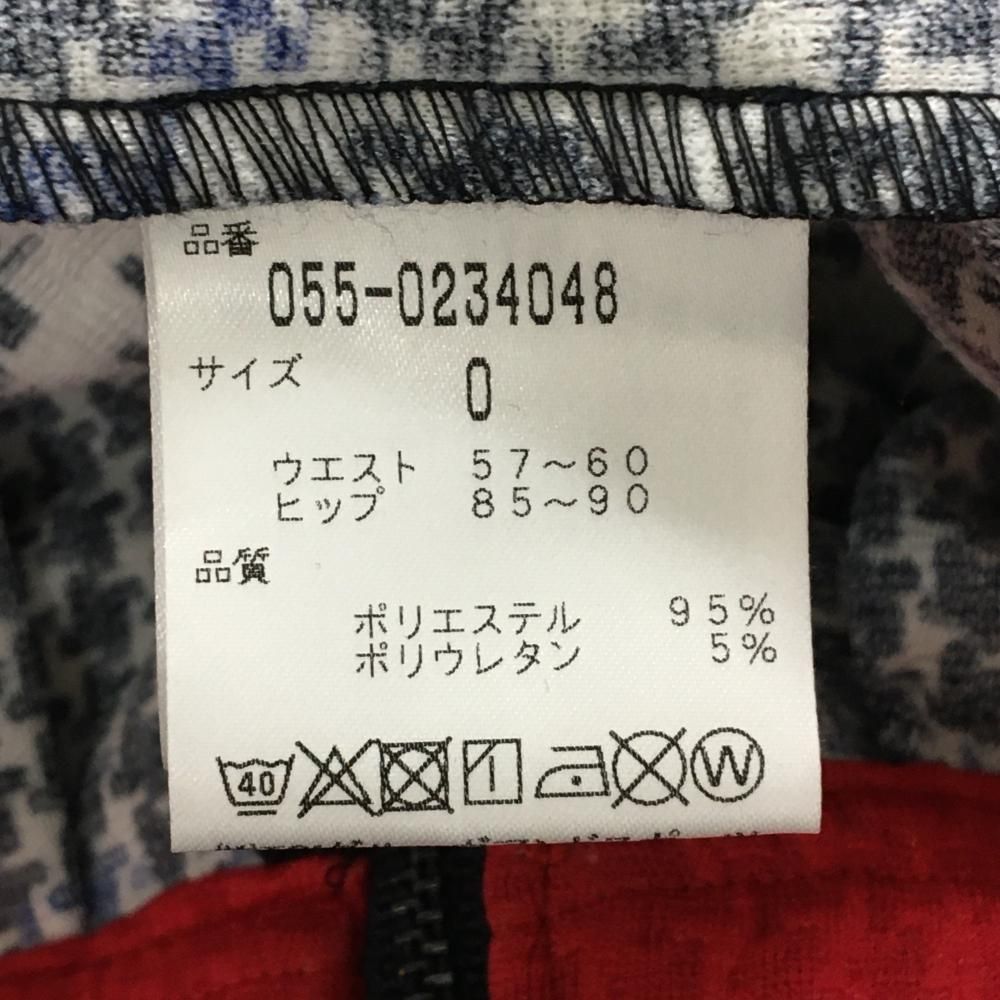 品番
055-0234048
サイズ
0
ウエスト 57～60
ヒップ 85～90
品質
ポリエステル 95%
ポリウレタン 5%
40 W